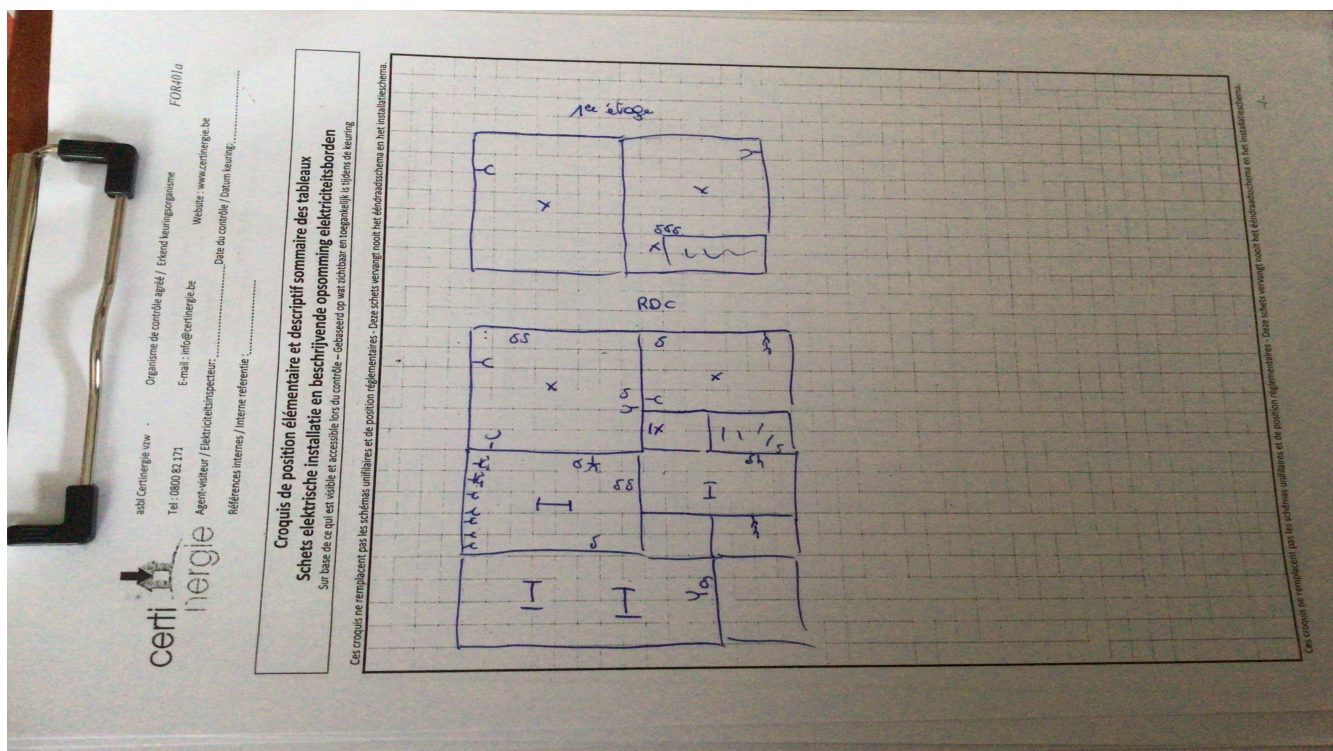 certinergie
asbl Certinergie vzw - Organisme de contrôle agréé / Erkend keuringsorganisme FOR401a
Tel : 0800 82 171 E-mail : info@certinergie.be Website : www.certinergie.be
Agent-visiteur / Elektriciteitsinspecteur: Date du contrôle / Datum keuring:
Références internes / Interne referentie :
Croquis de position élémentaire et descriptif sommaire des tableaux
Schets elektrische installatie en beschrijvende opsomming elektriciteitsborden
Sur base de ce qui est visible et accessible lors du contrôle – Gebaseerd op wat zichtbaar en toegankelijk is tijdens de keuring
Ces croquis ne remplacent pas les schémas unifilaires et de position réglementaires - Deze schets vervangt nooit het ééndraadsschema en het installatieschema.
RDC
1er étage
Ces croquis ne remplacent pas les schémas unifilaires et de position réglementaires - Deze schets vervangt nooit het ééndraadsschema en het installatieschema.